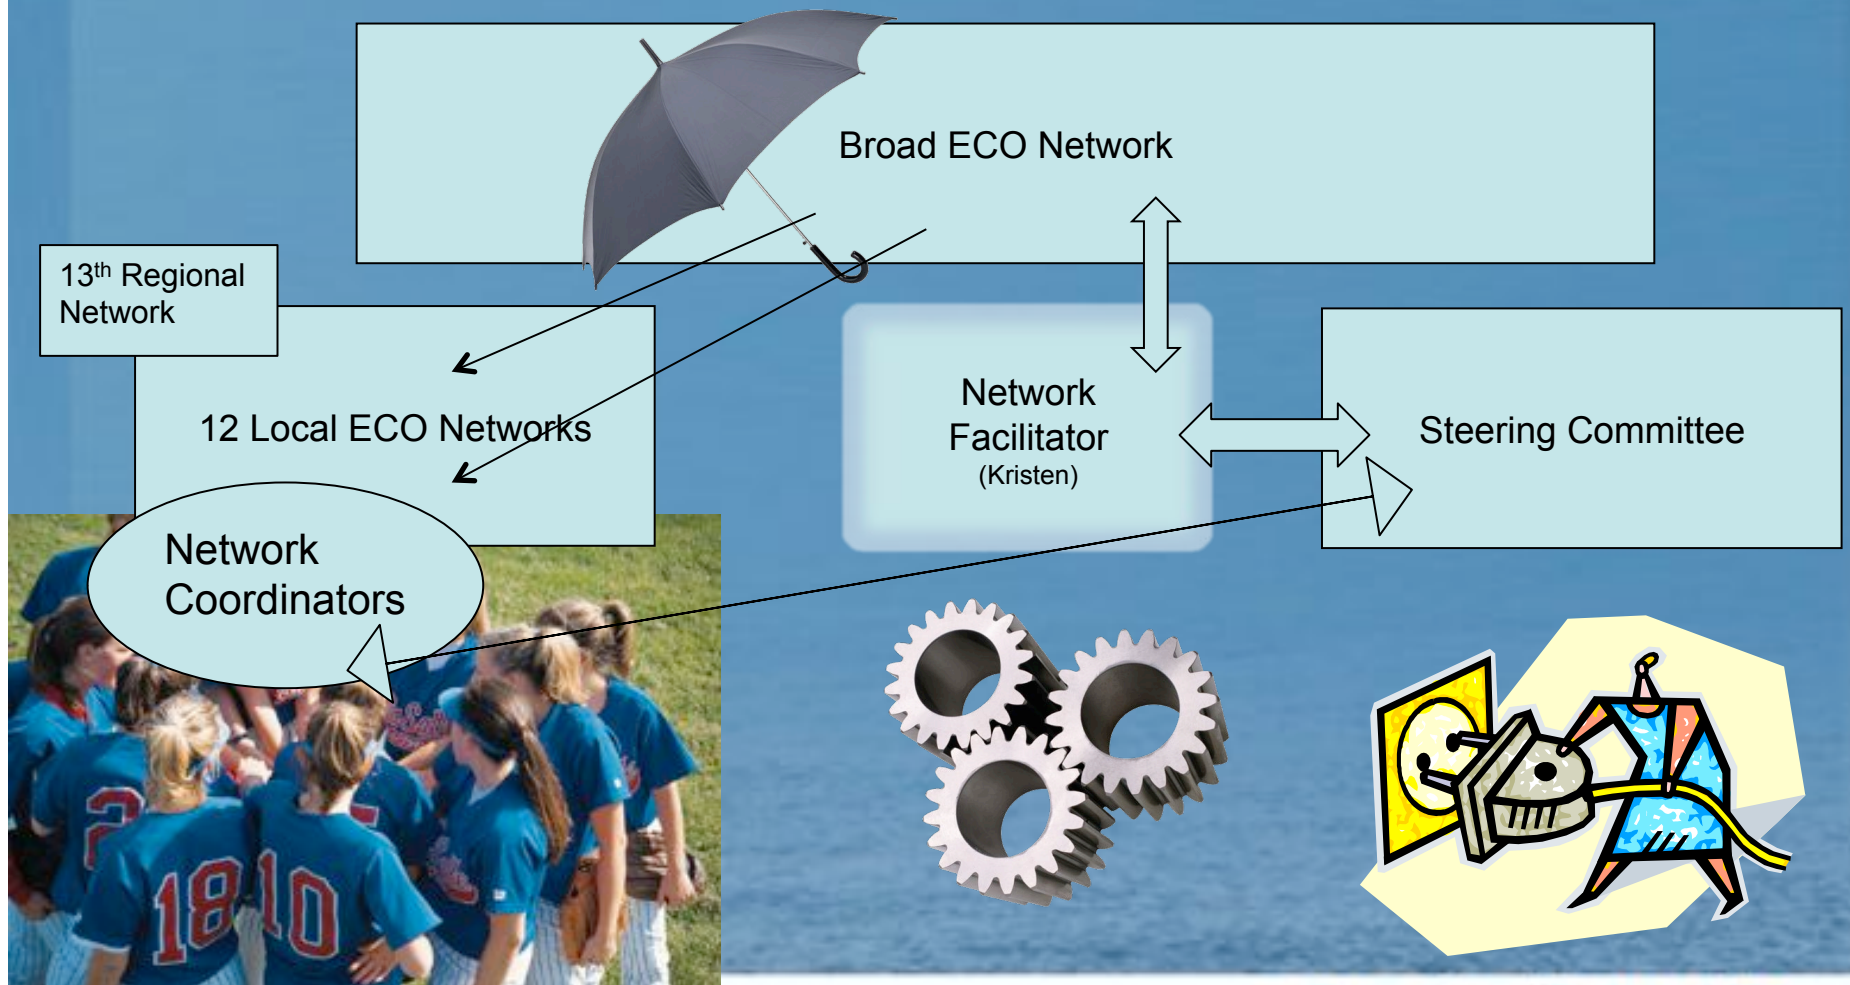 Broad ECO Network
13th Regional
Network
12 Local ECO Networks
Network
Facilitator
(Kristen)
Steering Committee
Network
Coordinators
2
18
10